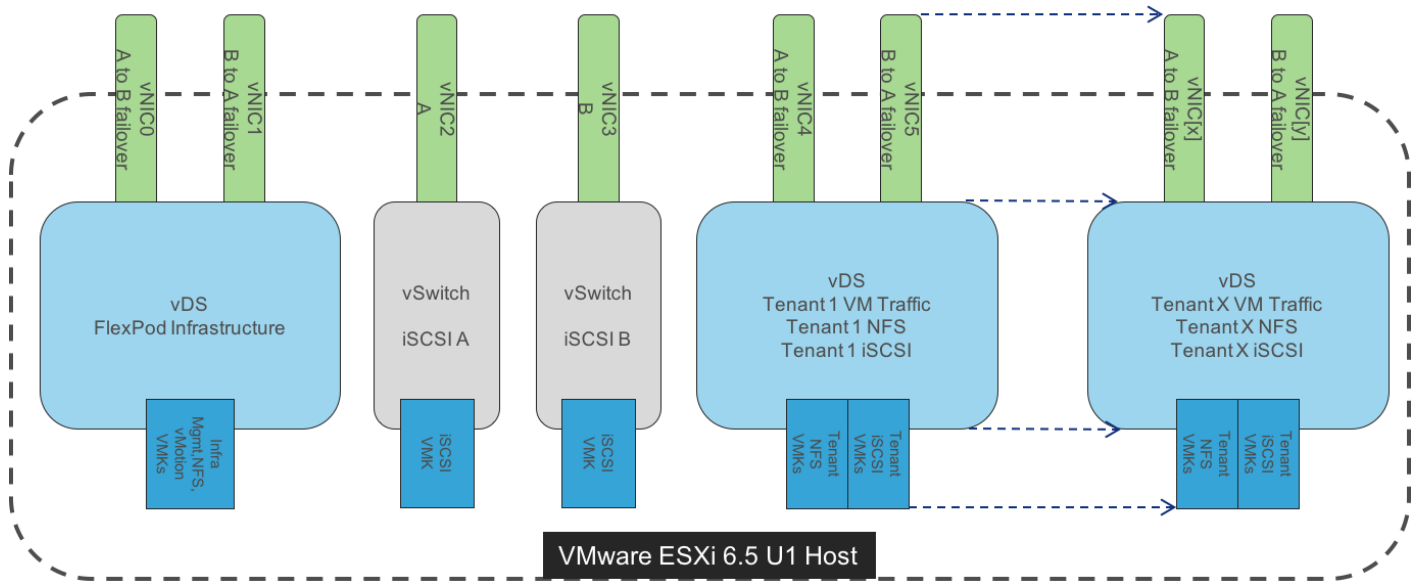 vNIC0
A to B failover
vNIC1
B to A failover
vNIC2
A
vNIC3
B
vNIC4
A to B failover
vNIC5
B to A failover
vNIC[x]
A to B failover
vNIC[y]
B to A failover
vDS
FlexPod Infrastructure
vSwitch
iSCSI A
vSwitch
iSCSI B
vDS
Tenant 1 VM Traffic
Tenant 1 NFS
Tenant 1 iSCSI
vDS
Tenant X VM Traffic
Tenant X NFS
Tenant X iSCSI
Infra
Mgmt,NFS,
vMotion
VMKs
iSCSI
VMK
iSCSI
VMK
Tenant
NFS
VMKs
Tenant
iSCSI
VMKs
Tenant
NFS
VMKs
Tenant
iSCSI
VMKs
VMware ESXi 6.5 U1 Host